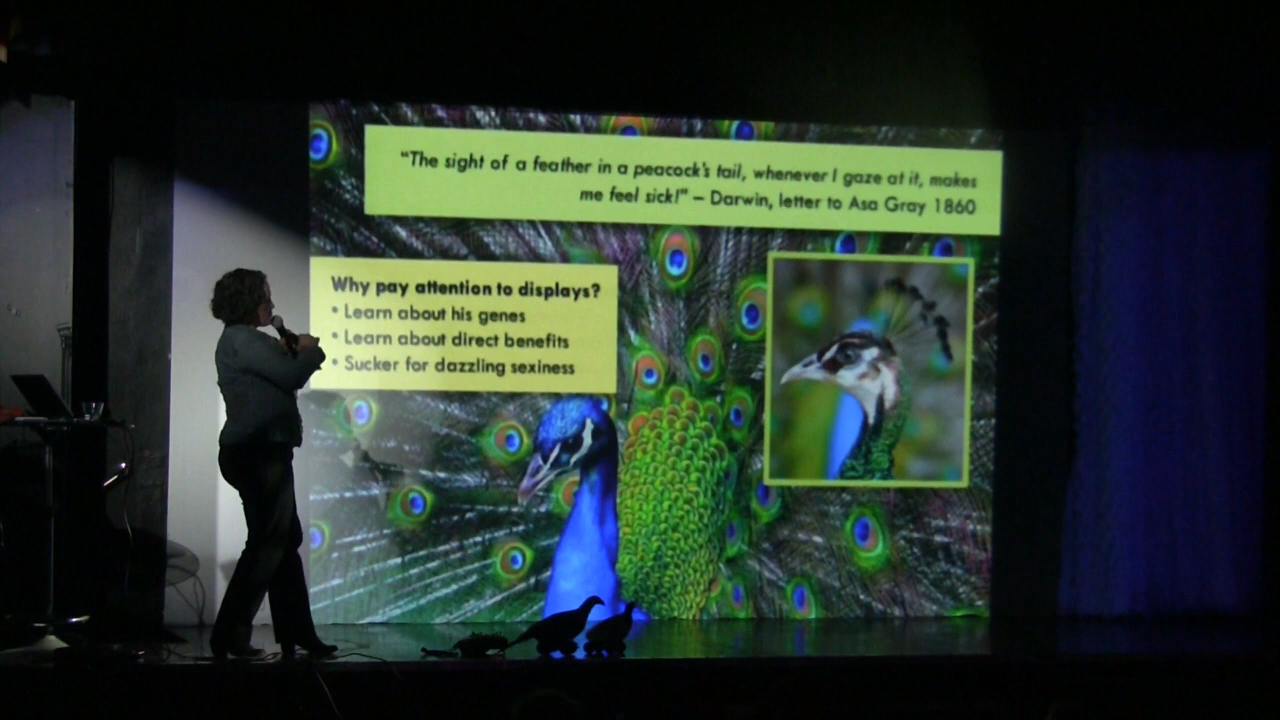 “The sight of a feather in a peacock's tail, whenever I gaze at it, makes
me feel sick!” – Darwin, letter to Asa Gray 1860
Why pay attention to displays?
• Learn about his genes
• Learn about direct benefits
• Sucker for dazzling sexiness